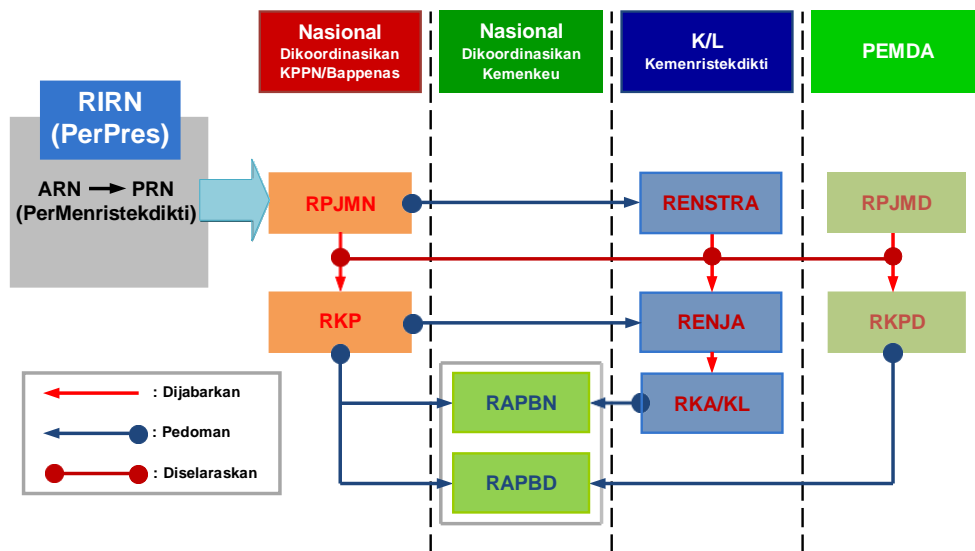 Nasional
Dikoordinasikan
KPPN/Bappenas
Nasional
Dikoordinasikan
Kemenkeu
K/L
Kemenristekdikti
PEMDA
RIRN
(PerPres)
ARN
PRN
(PerMenristekdikti)
RPJMN
RENSTRA
RPJMD
RKP
RENJA
RKPD
RAPBN
RKA/KL
RAPBD
: Dijabarkan
: Pedoman
: Diselaraskan